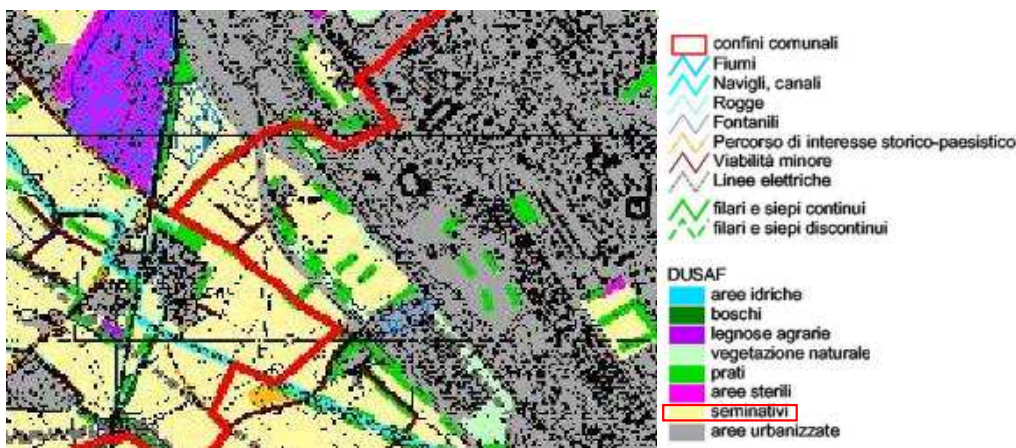 confini comunali
Fiumi
Navigli, canali
Rogge
Fontanili
Percorso di interesse storico-paesistico
Viabilità minore
Linee elettriche
filari e siepi continui
filari e siepi discontinui
DUSAF
aree idriche
boschi
legnose agrarie
vegetazione naturale
prati
aree sterili
seminativi
aree urbanizzate